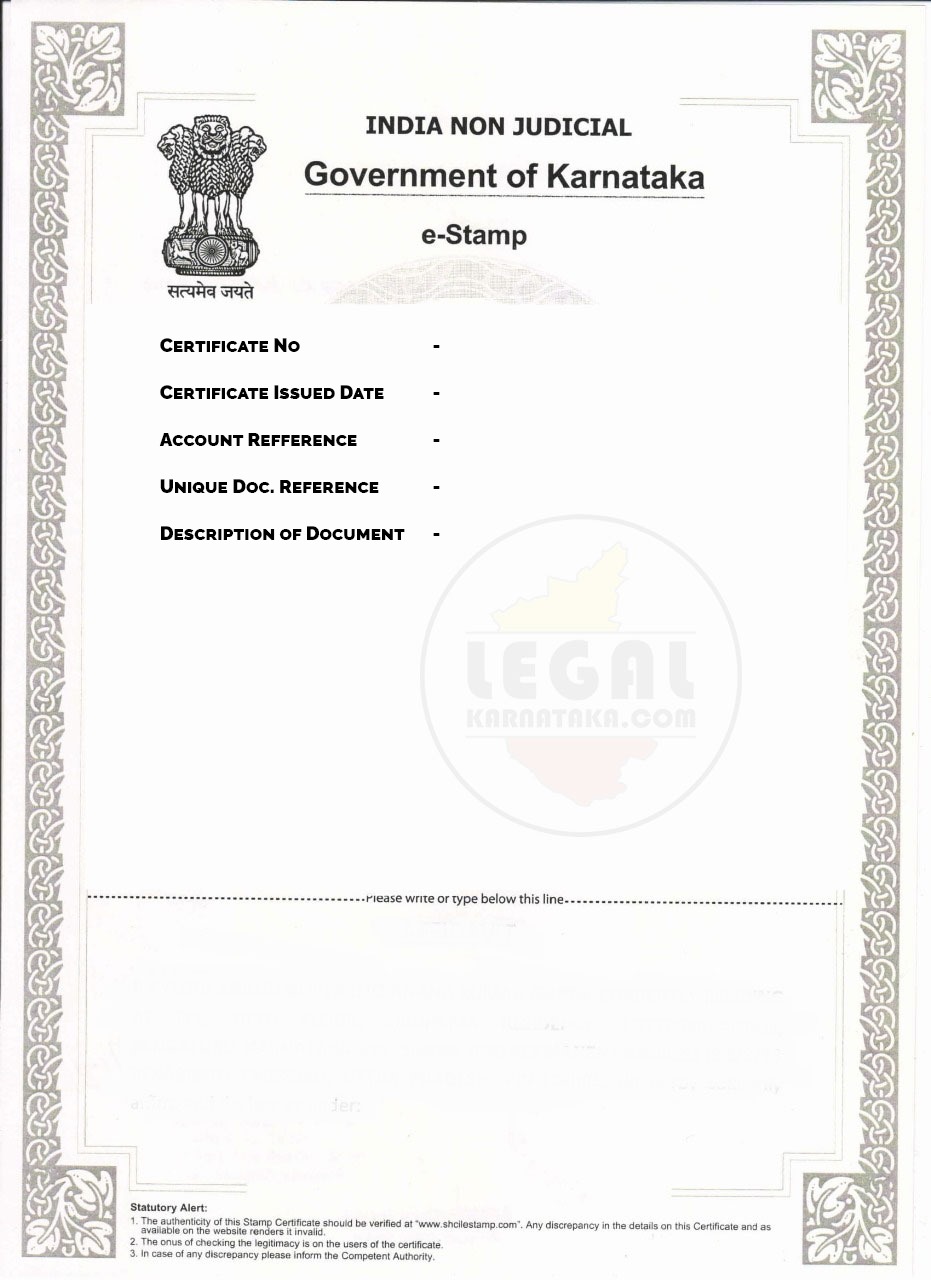 INDIA NON JUDICIAL
Government of Karnataka
e-Stamp
सत्यमेव जयते
CERTIFICATE NO -
CERTIFICATE ISSUED DATE -
ACCOUNT REFFERENCE -
UNIQUE DOC. REFERENCE -
DESCRIPTION OF DOCUMENT -
LEGAL
KARNATAKA.COM
Please write or type below this line
Statutory Alert:
1. The authenticity of this Stamp Certificate should be verified at "www.shcilestamp.com". Any discrepancy in the details on this Certificate and as
available on the website renders it invalid.
2. The onus of checking the legitimacy is on the users of the certificate.
3. In case of any discrepancy please inform the Competent Authority.